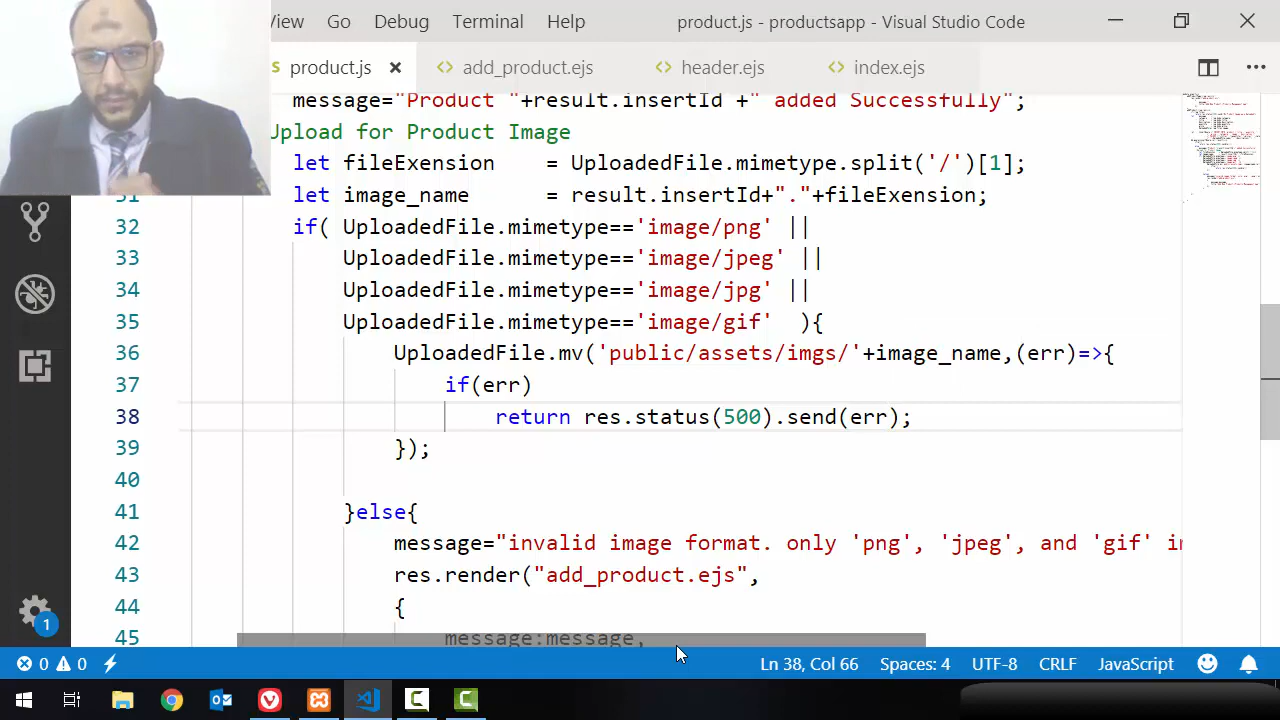 View Go Debug Terminal Help product.js - productsapp - Visual Studio Code
product.js add_product.ejs header.ejs index.ejs
message="Product "+result.insertId +" added Successfully";
Upload for Product Image
let fileExension = UploadedFile.mimetype.split('/')[1];
31 let image_name = result.insertId+"."+fileExension;
32 if( UploadedFile.mimetype=='image/png' ||
33 UploadedFile.mimetype=='image/jpeg' ||
34 UploadedFile.mimetype=='image/jpg' ||
35 UploadedFile.mimetype=='image/gif' ){
36 UploadedFile.mv('public/assets/imgs/'+image_name,(err)=>{
37 if(err)
38 return res.status(500).send(err);
39 });
40
41 }else{
42 message="invalid image format. only 'png', 'jpeg', and 'gif'
43 res.render("add_product.ejs",
44 {
45 message:message,
1
0 0 Ln 38, Col 66 Spaces: 4 UTF-8 CRLF JavaScript